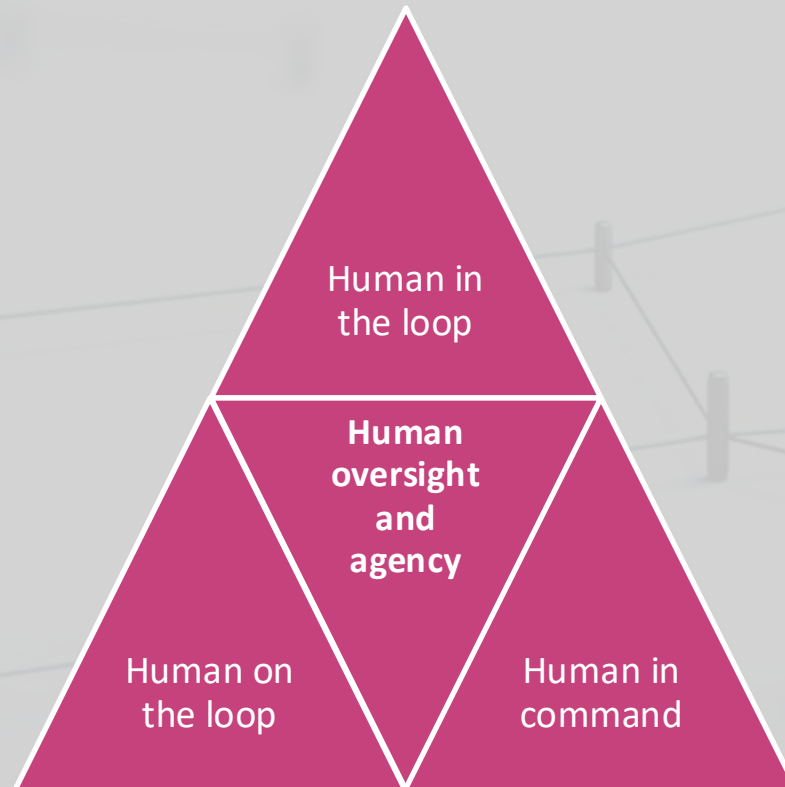 Human in
the loop
Human
oversight
and
agency
Human on
the loop
Human in
command